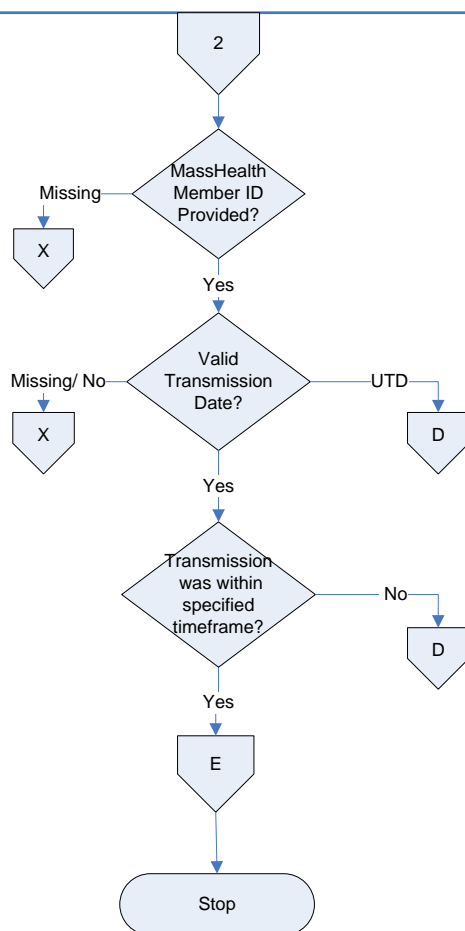 2
MassHealth
Member ID
Provided?
Missing
X
Yes
Valid
Transmission
Date?
Missing/ No
UTD
X
D
Yes
Transmission
was within
specified
timeframe?
No
D
Yes
E
Stop